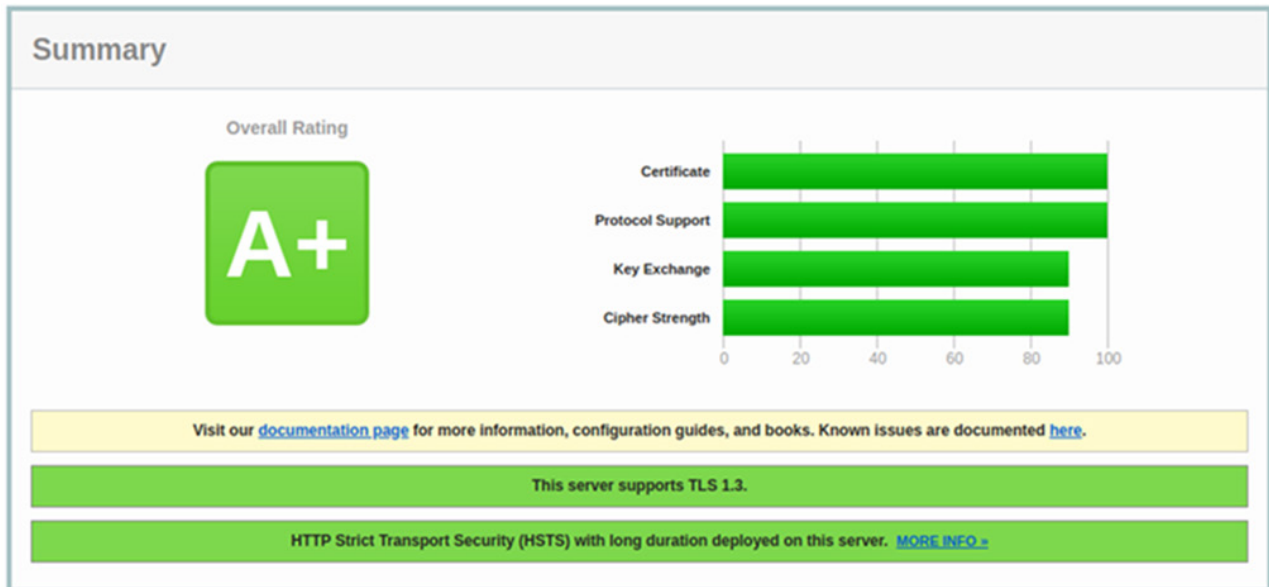 Summary
Overall Rating
A+
Certificate
Protocol Support
Key Exchange
Cipher Strength
0 20 40 60 80 100
Visit our documentation page for more information, configuration guides, and books. Known issues are documented here.
This server supports TLS 1.3.
HTTP Strict Transport Security (HSTS) with long duration deployed on this server. MORE INFO »